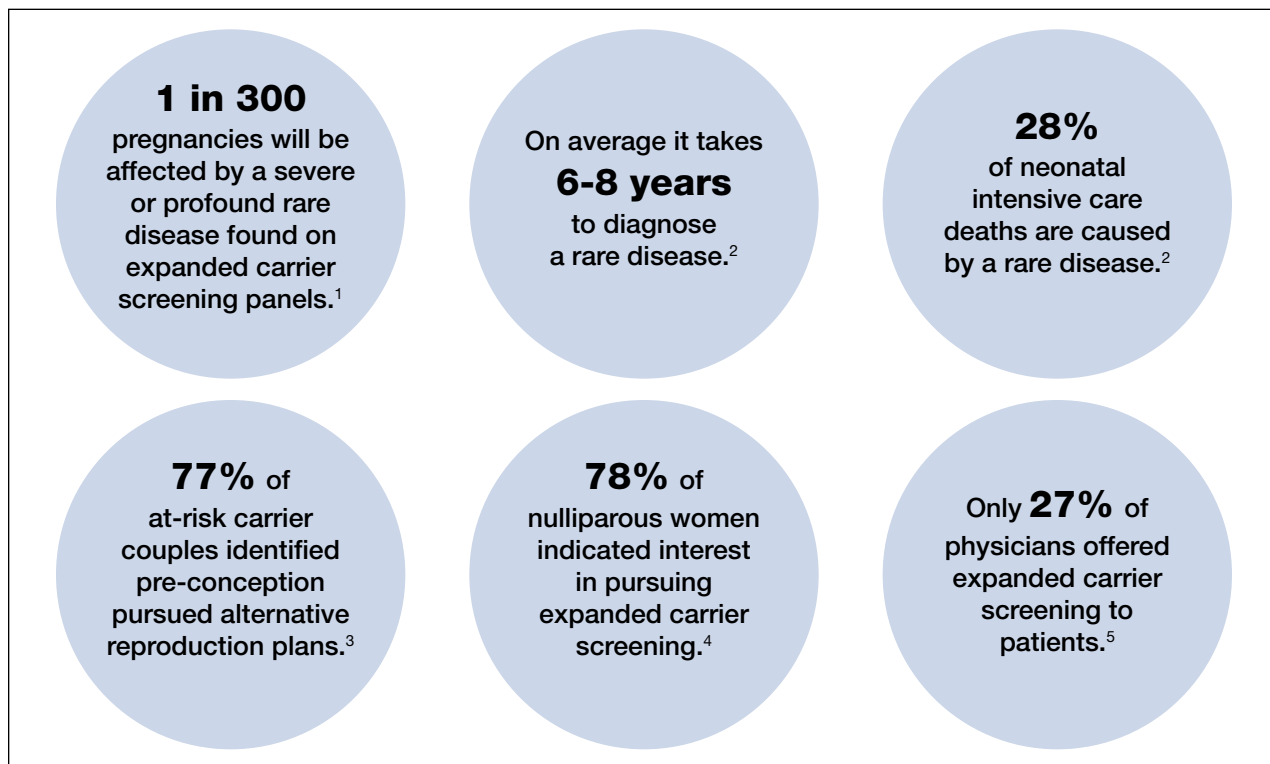 1 in 300
pregnancies will be
affected by a severe
or profound rare
disease found on
expanded carrier
screening panels.¹
On average it takes
6-8 years
to diagnose
a rare disease.²
28%
of neonatal
intensive care
deaths are caused
by a rare disease.²
77% of
at-risk carrier
couples identified
pre-conception
pursued alternative
reproduction plans.³
78% of
nulliparous women
indicated interest
in pursuing
expanded carrier
screening.⁴
Only 27% of
physicians offered
expanded carrier
screening to
patients.⁵